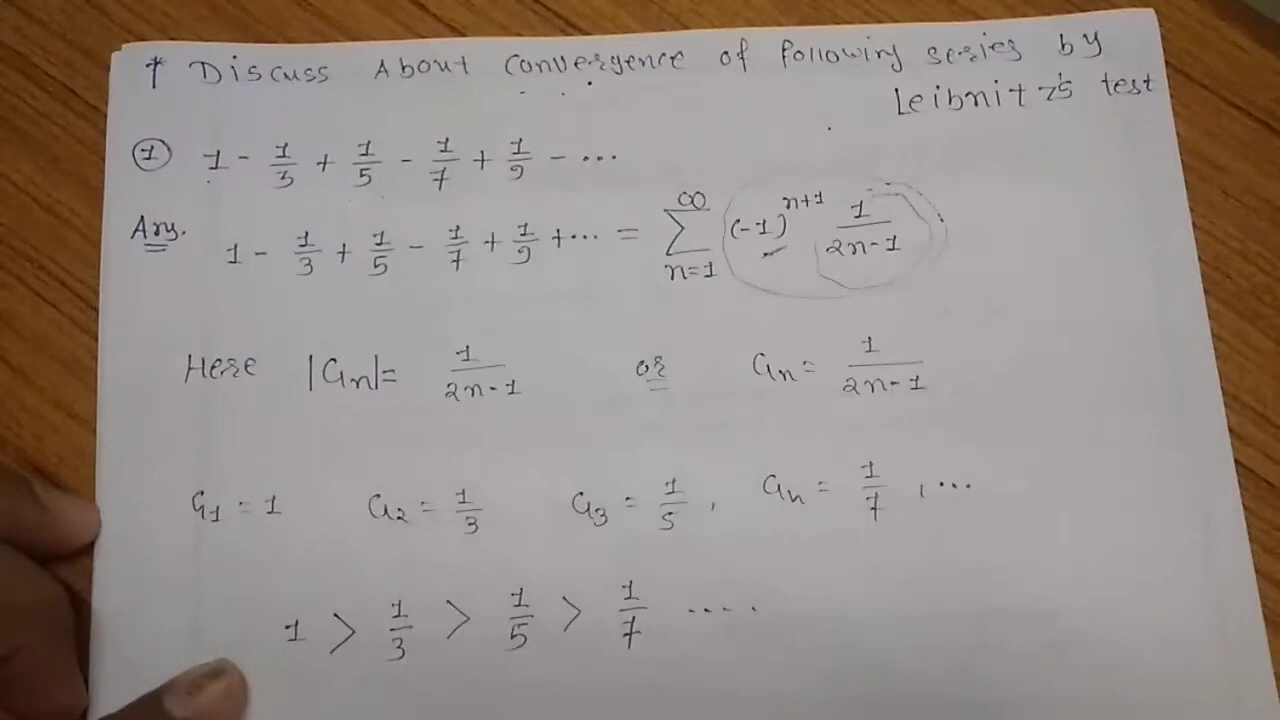 * Discuss About Convergence of following series by
Leibnitz's test
① 1 - 1/3 + 1/5 - 1/7 + 1/9 - ...
Ans. 1 - 1/3 + 1/5 - 1/7 + 1/9 + ... = ∑_{n=1}^{∞} (-1)^{n+1} 1/(2n-1)
Here |an| = 1/(2n-1) or an = 1/(2n-1)
a1 = 1 a2 = 1/3 a3 = 1/5 , an = 1/7 , ...
1 > 1/3 > 1/5 > 1/7 ....